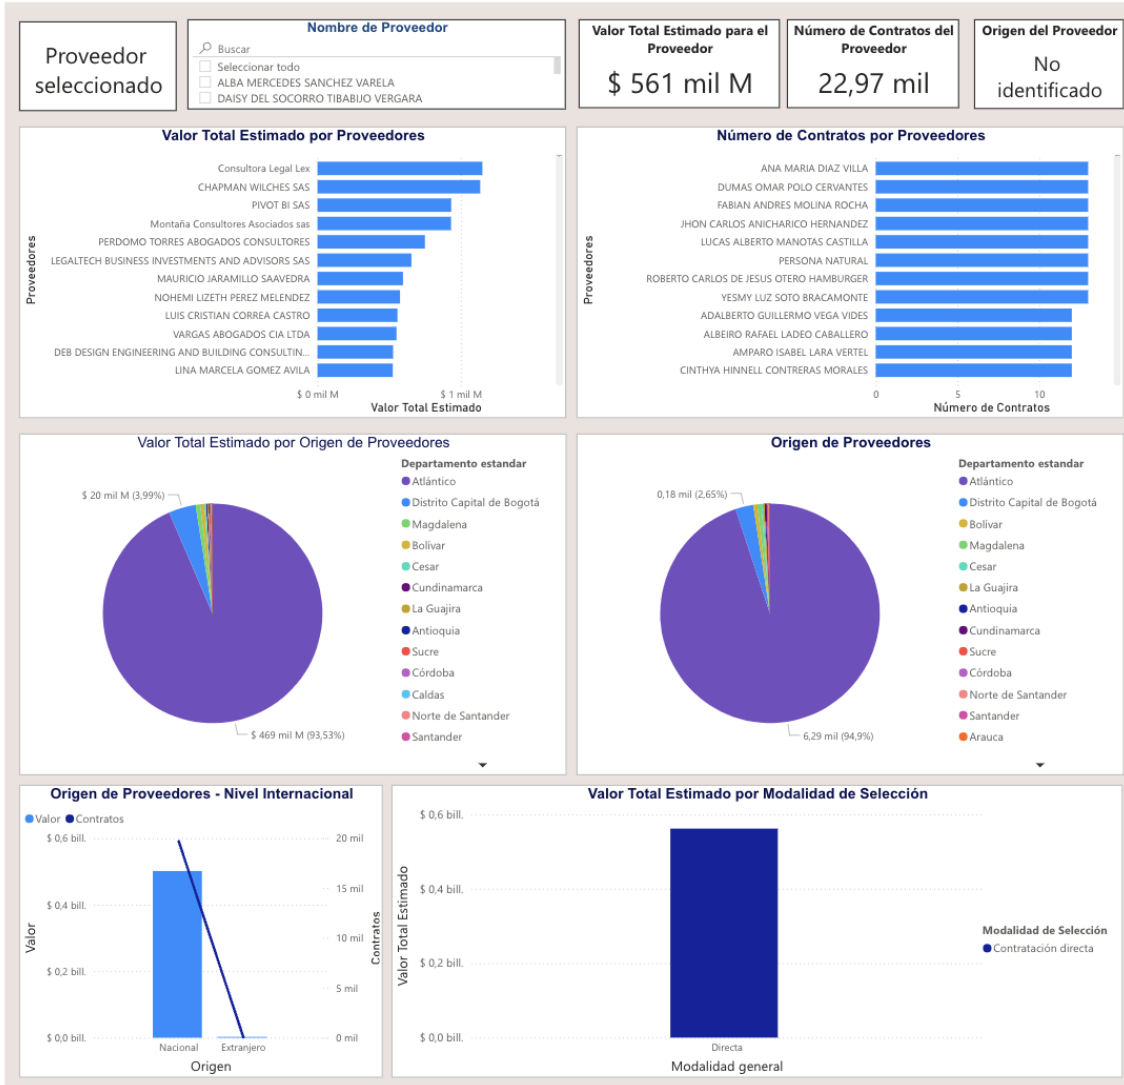 Proveedor
seleccionado
Nombre de Proveedor
Buscar
Seleccionar todo
ALBA MERCEDES SANCHEZ VARELA
DAISY DEL SOCORRO TIBABIJO VERGARA
Valor Total Estimado para el
Proveedor
$ 561 mil M
Número de Contratos del
Proveedor
22,97 mil
Origen del Proveedor
No
identificado
Valor Total Estimado por Proveedores
Proveedores
Consultora Legal Lex
CHAPMAN WILCHES SAS
PIVOT BI SAS
Montaña Consultores Asociados sas
PERDOMO TORRES ABOGADOS CONSULTORES
LEGALTECH BUSINESS INVESTMENTS AND ADVISORS SAS
MAURICIO JARAMILLO SAAVEDRA
NOHEMI LIZETH PEREZ MELENDEZ
LUIS CRISTIAN CORREA CASTRO
VARGAS ABOGADOS CIA LTDA
DEB DESIGN ENGINEERING AND BUILDING CONSULTIN...
LINA MARCELA GOMEZ AVILA
$ 0 mil M
$ 1 mil M
Valor Total Estimado
Número de Contratos por Proveedores
Proveedores
ANA MARIA DIAZ VILLA
DUMAS OMAR POLO CERVANTES
FABIAN ANDRES MOLINA ROCHA
JHON CARLOS ANICHARICO HERNANDEZ
LUCAS ALBERTO MANOTAS CASTILLA
PERSONA NATURAL
ROBERTO CARLOS DE JESUS OTERO HAMBURGER
YESMY LUZ SOTO BRACAMONTE
ADALBERTO GUILLERMO VEGA VIDES
ALBEIRO RAFAEL LADEO CABALLERO
AMPARO ISABEL LARA VERTEL
CINTHYA HINNELL CONTRERAS MORALES
0
5
10
Número de Contratos
Valor Total Estimado por Origen de Proveedores
$ 20 mil M (3,99%)
$ 469 mil M (93,53%)
Departamento estandar
Atlántico
Distrito Capital de Bogotá
Magdalena
Bolívar
Cesar
Cundinamarca
La Guajira
Antioquia
Sucre
Córdoba
Caldas
Norte de Santander
Santander
Origen de Proveedores
0,18 mil (2,65%)
6,29 mil (94,9%)
Departamento estandar
Atlántico
Distrito Capital de Bogotá
Bolívar
Magdalena
Cesar
La Guajira
Antioquia
Cundinamarca
Sucre
Córdoba
Norte de Santander
Santander
Arauca
Origen de Proveedores - Nivel Internacional
Valor
Contratos
$ 0,6 bill.
$ 0,4 bill.
$ 0,2 bill.
$ 0,0 bill.
Valor
20 mil
15 mil
10 mil
5 mil
0 mil
Contratos
Nacional
Extranjero
Origen
Valor Total Estimado por Modalidad de Selección
Valor Total Estimado
$ 0,6 bill.
$ 0,4 bill.
$ 0,2 bill.
$ 0,0 bill.
Directa
Modalidad general
Modalidad de Selección
Contratación directa